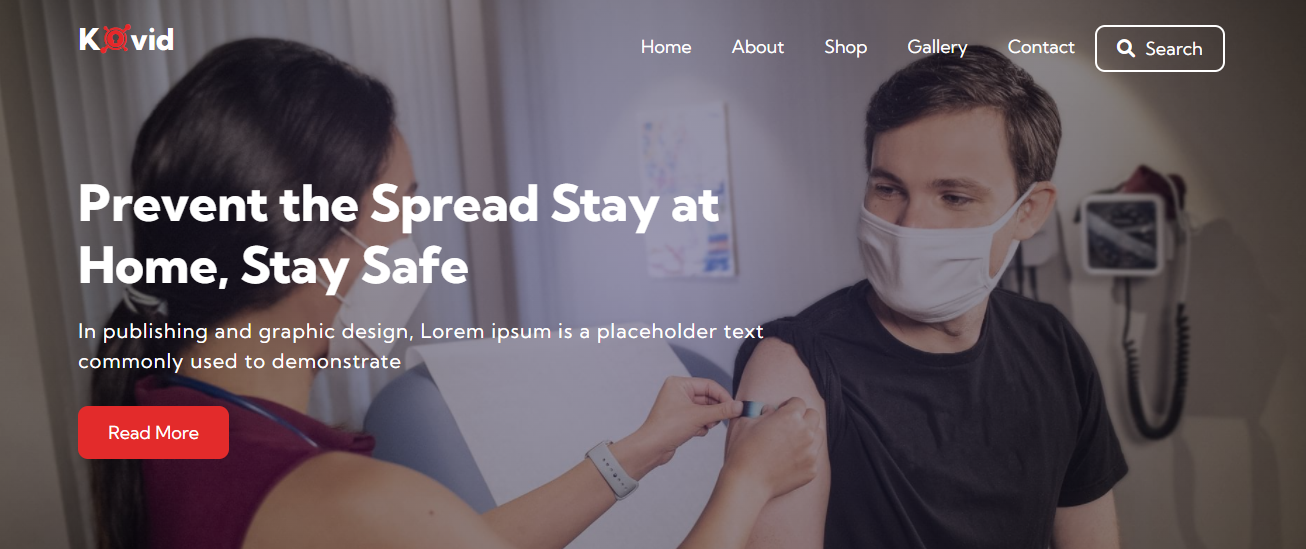 Kovid
Home About Shop Gallery Contact Search
Prevent the Spread Stay at
Home, Stay Safe
In publishing and graphic design, Lorem ipsum is a placeholder text
commonly used to demonstrate
Read More